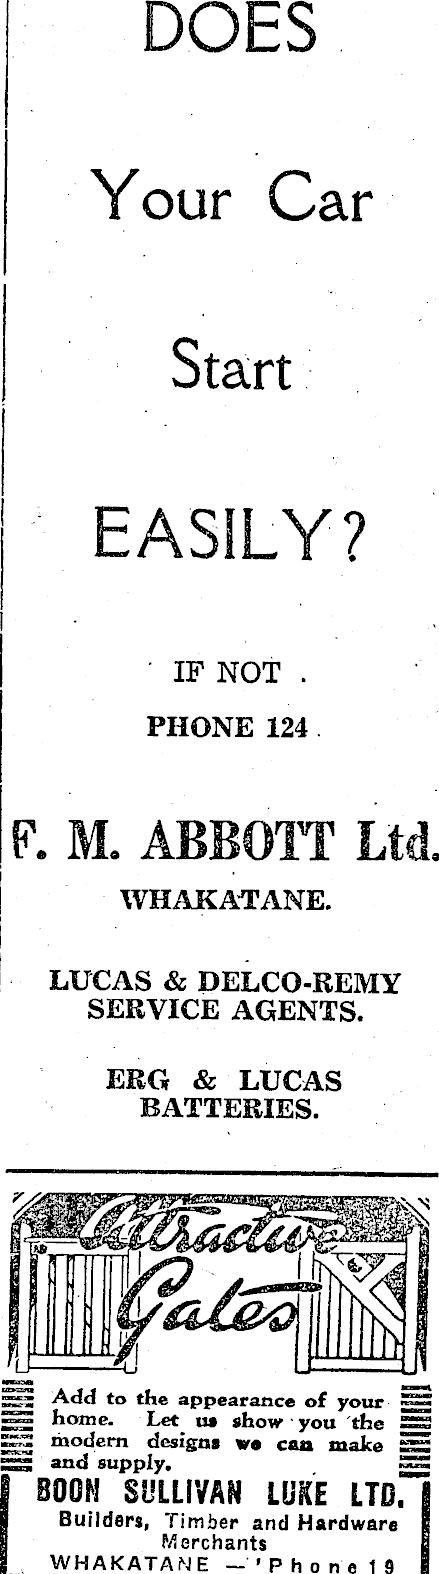 DOES
Your Car
Start
EASILY?
IF NOT
PHONE 124
F. M. ABBOTT Ltd.
WHAKATANE.
LUCAS & DELCO-REMY
SERVICE AGENTS.
ERG & LUCAS
BATTERIES.
Attractive
Gates
Add to the appearance of your
home. Let us show you the
modern designs we can make
and supply.
BOON SULLIVAN LUKE LTD.
Builders, Timber and Hardware
Merchants
WHAKATANE — 'Phone 19